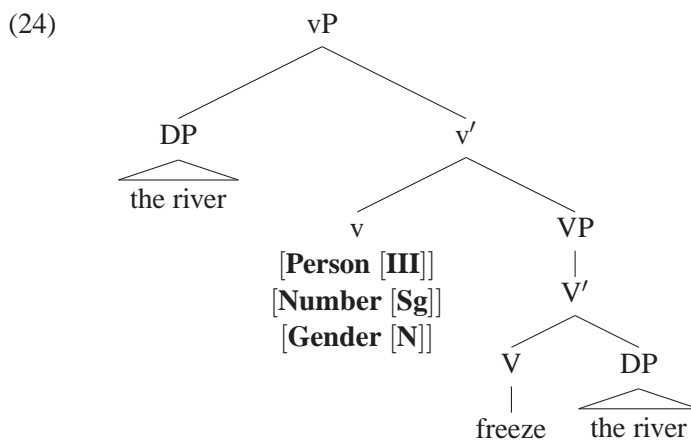 (24) vP
DP v′
the river
v VP
[Person [III]]
[Number [Sg]]
V′
[Gender [N]]
V DP
freeze the river